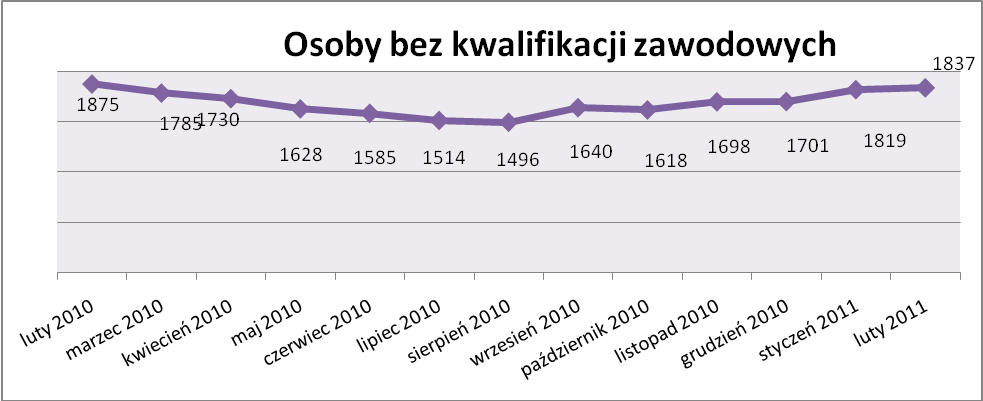 Osoby bez kwalifikacji zawodowych
1875
1785
1730
1628
1585
1514
1496
1640
1618
1698
1701
1819
1837
luty 2010
marzec 2010
kwiecień 2010
maj 2010
czerwiec 2010
lipiec 2010
sierpień 2010
wrzesień 2010
październik 2010
listopad 2010
grudzień 2010
styczeń 2011
luty 2011